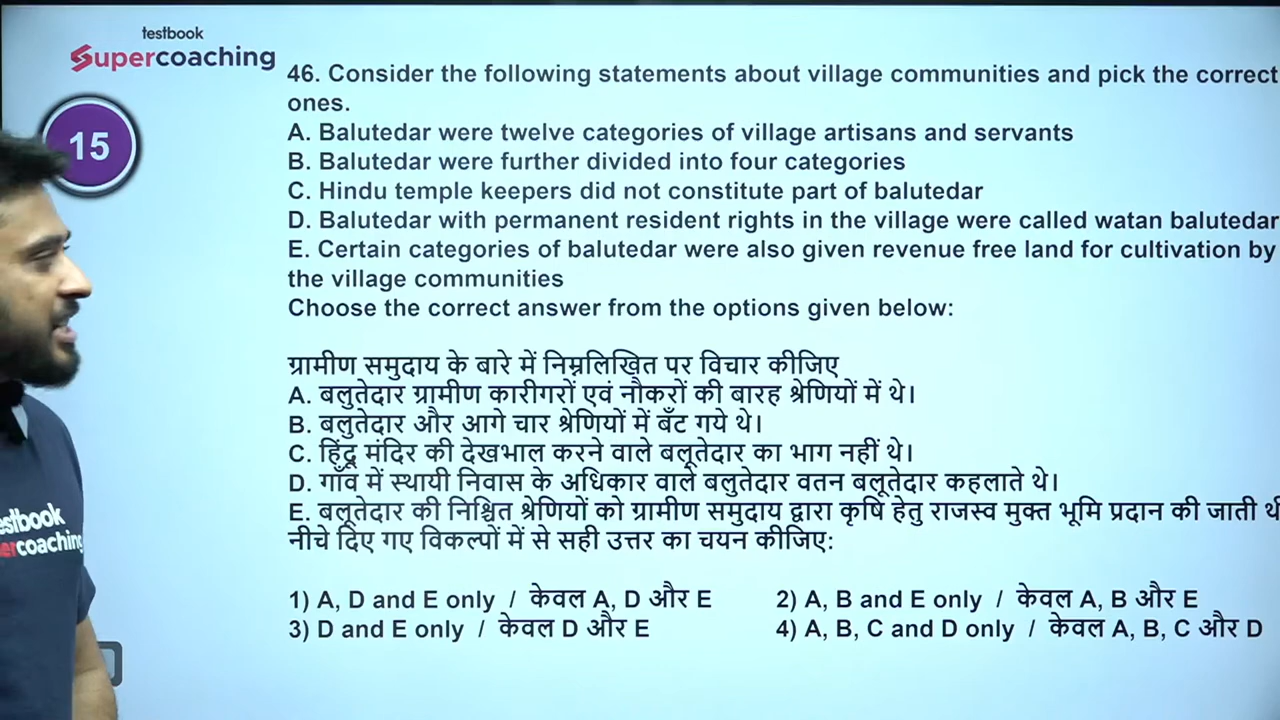 testbook
Supercoaching
15
46. Consider the following statements about village communities and pick the correct
ones.
A. Balutedar were twelve categories of village artisans and servants
B. Balutedar were further divided into four categories
C. Hindu temple keepers did not constitute part of balutedar
D. Balutedar with permanent resident rights in the village were called watan balutedar
E. Certain categories of balutedar were also given revenue free land for cultivation by
the village communities
Choose the correct answer from the options given below:
ग्रामीण समुदाय के बारे में निम्नलिखित पर विचार कीजिए
A. बलुतेदार ग्रामीण कारीगरों एवं नौकरों की बारह श्रेणियों में थे।
B. बलुतेदार और आगे चार श्रेणियों में बँट गये थे।
C. हिंदू मंदिर की देखभाल करने वाले बलूतेदार का भाग नहीं थे।
D. गाँव में स्थायी निवास के अधिकार वाले बलुतेदार वतन बलूतेदार कहलाते थे।
E. बलूतेदार की निश्चित श्रेणियों को ग्रामीण समुदाय द्वारा कृषि हेतु राजस्व मुक्त भूमि प्रदान की जाती
नीचे दिए गए विकल्पों में से सही उत्तर का चयन कीजिए:
1) A, D and E only / केवल A, D और E 2) A, B and E only / केवल A, B और E
3) D and E only / केवल D और E 4) A, B, C and D only / केवल A, B, C और D
estbook
ercoaching